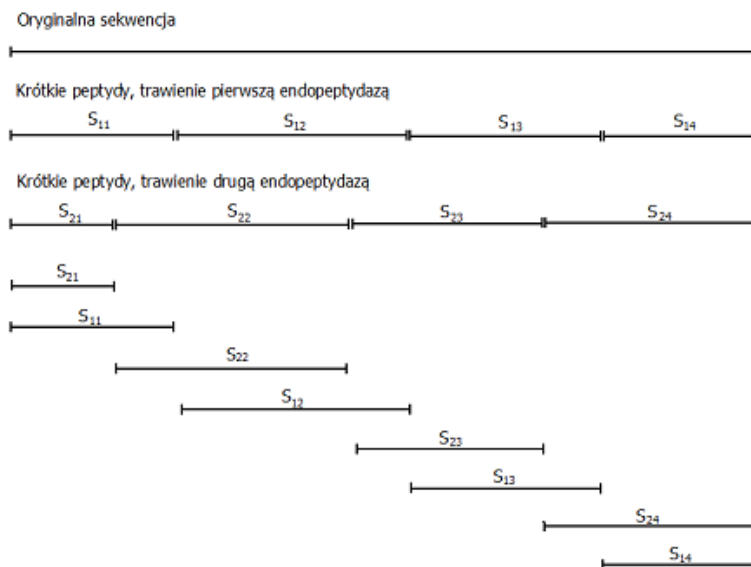 Oryginalna sekwencja
Krótkie peptydy, trawienie pierwszą endopeptydazą
S₁₁ S₁₂ S₁₃ S₁₄
Krótkie peptydy, trawienie drugą endopeptydazą
S₂₁ S₂₂ S₂₃ S₂₄
S₂₁
S₁₁
S₂₂
S₁₂
S₂₃
S₁₃
S₂₄
S₁₄